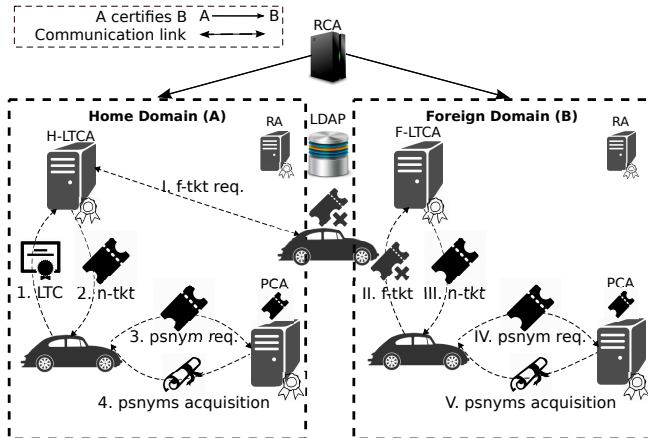 A certifies B A B
Communication link
RCA
Home Domain (A)
Foreign Domain (B)
H-LTCA
RA
LDAP
F-LTCA
RA
I. f-tkt req.
1. LTC
2. n-tkt
PCA
II. f-tkt
III. n-tkt
PCA
3. psnym req.
IV. psnym req.
4. psnyms acquisition
V. psnyms acquisition